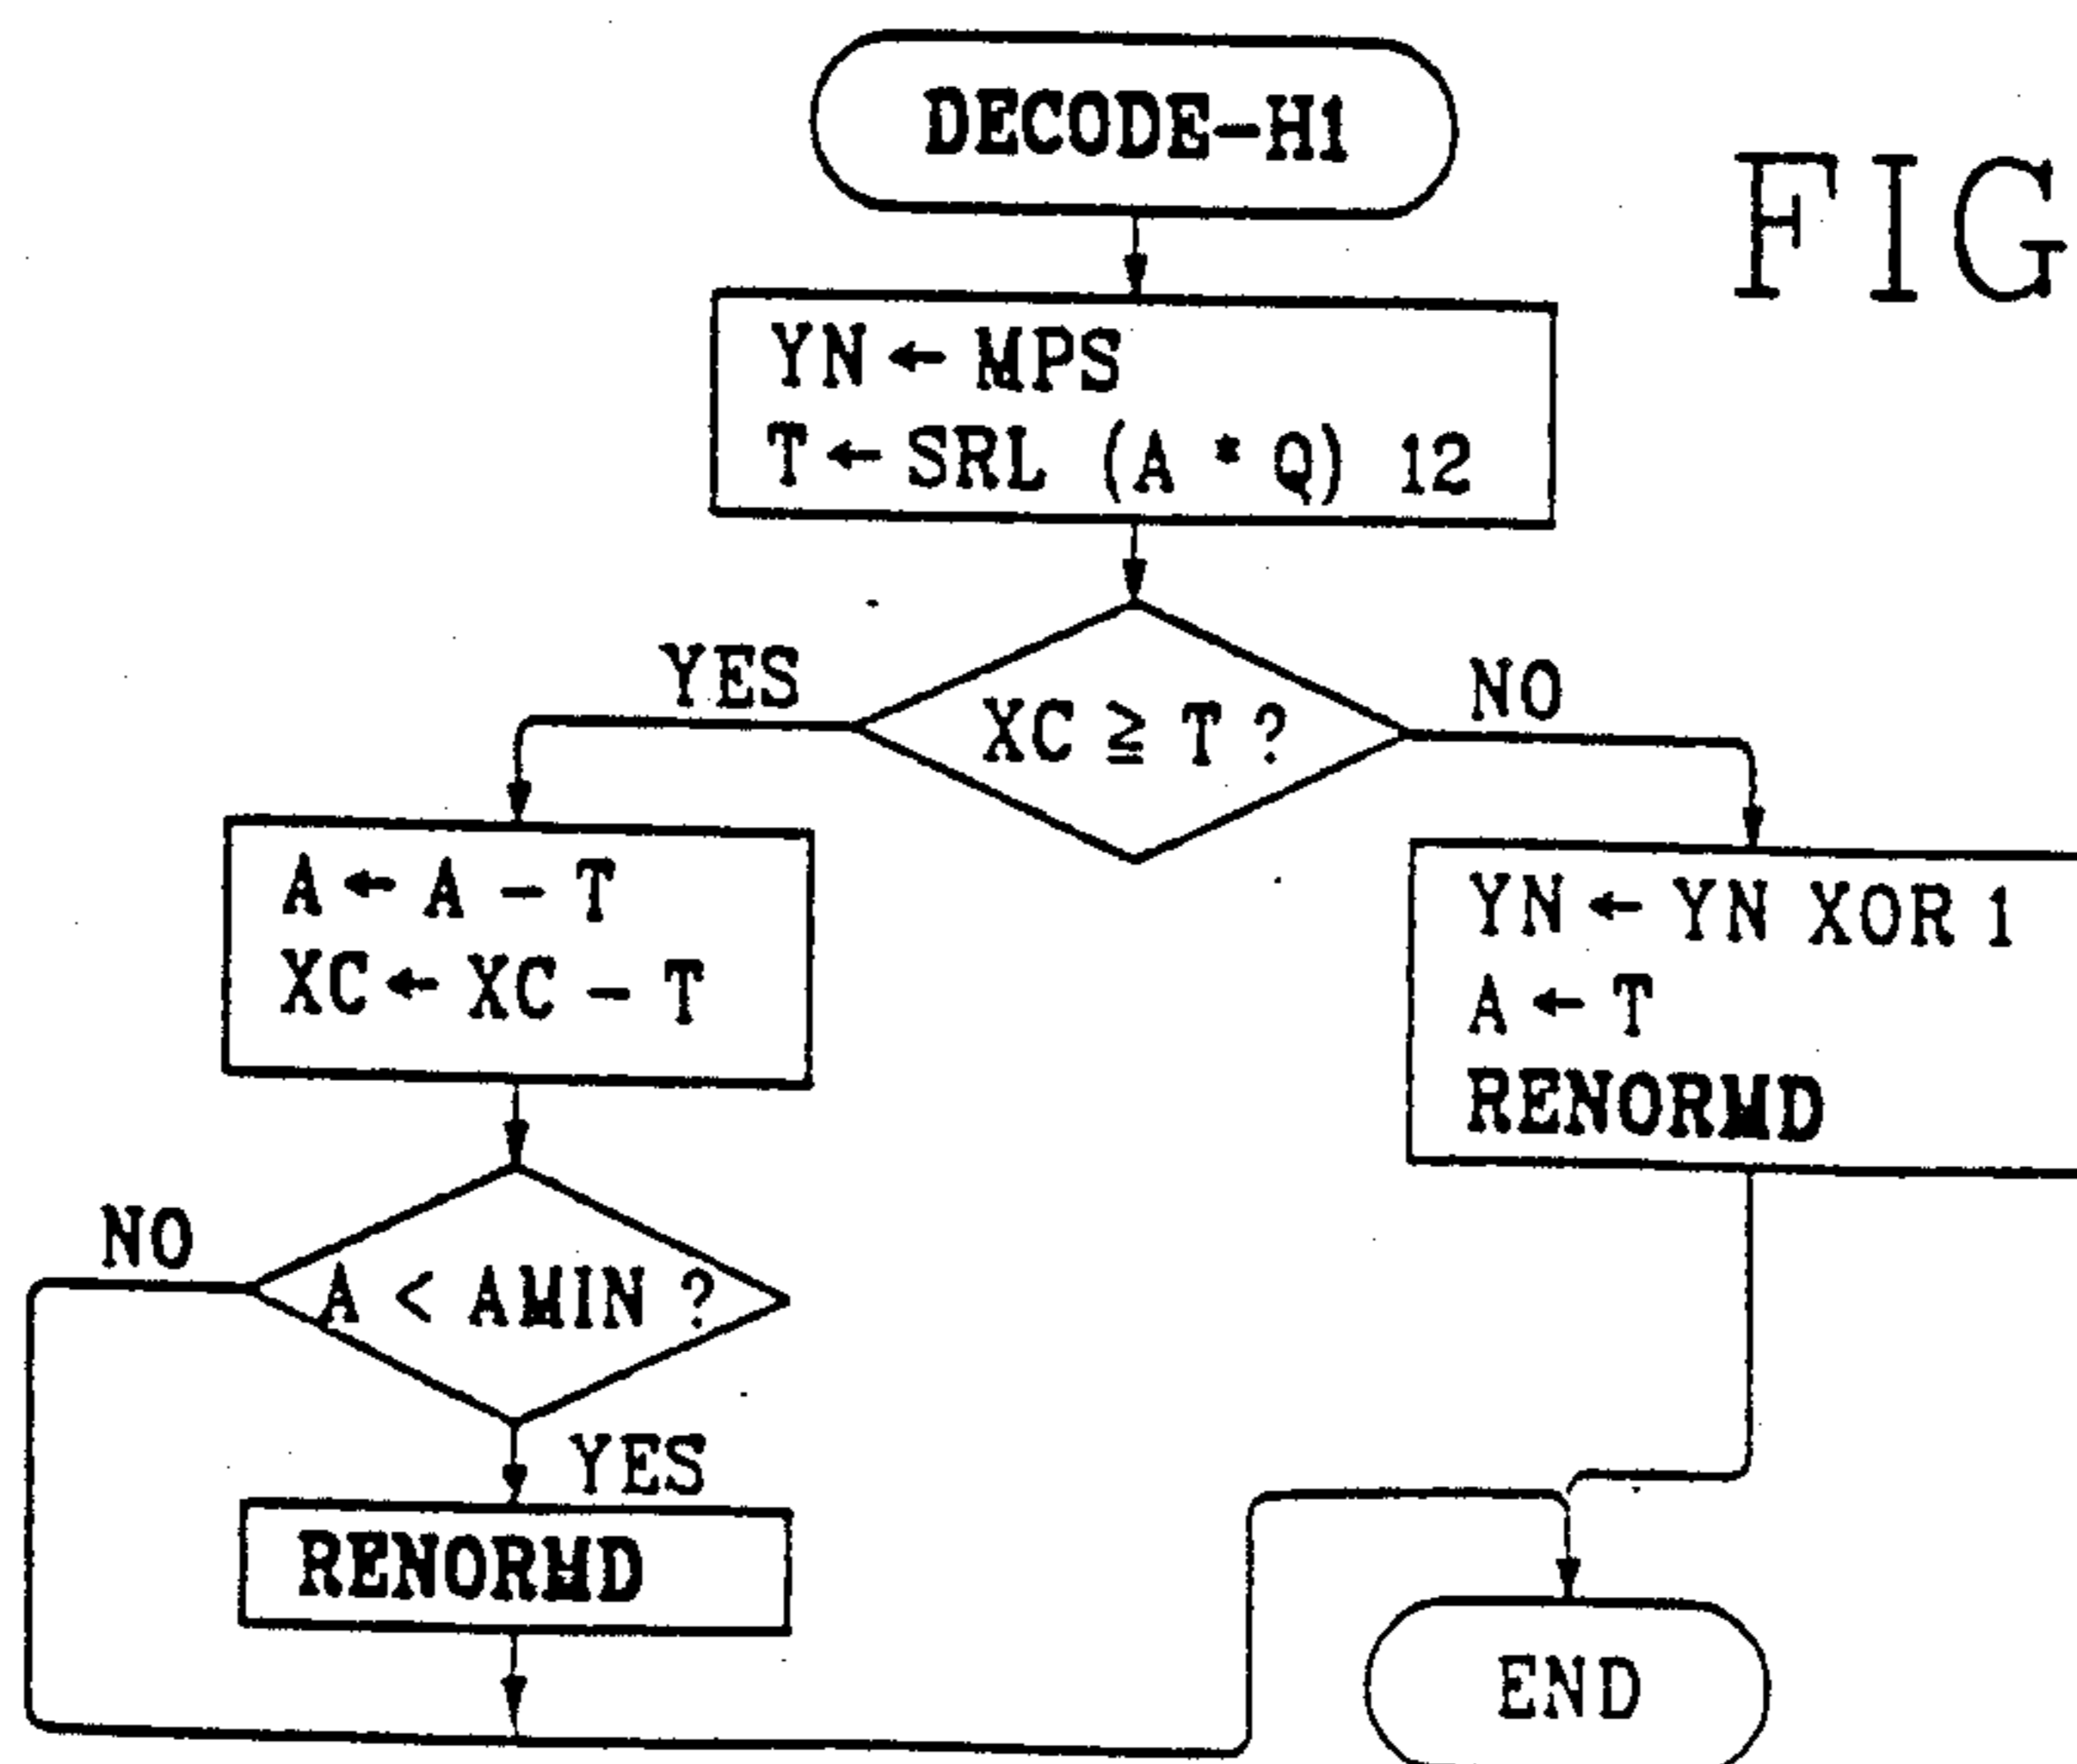 DECODE-H1
FIG
YN ← MPS
T ← SRL (A * Q) 12
YES
XC ≧ T ?
NO
A ← A - T
XC ← XC - T
YN ← YN XOR 1
A ← T
RENORMD
NO
A < AMIN ?
YES
RENORMD
END